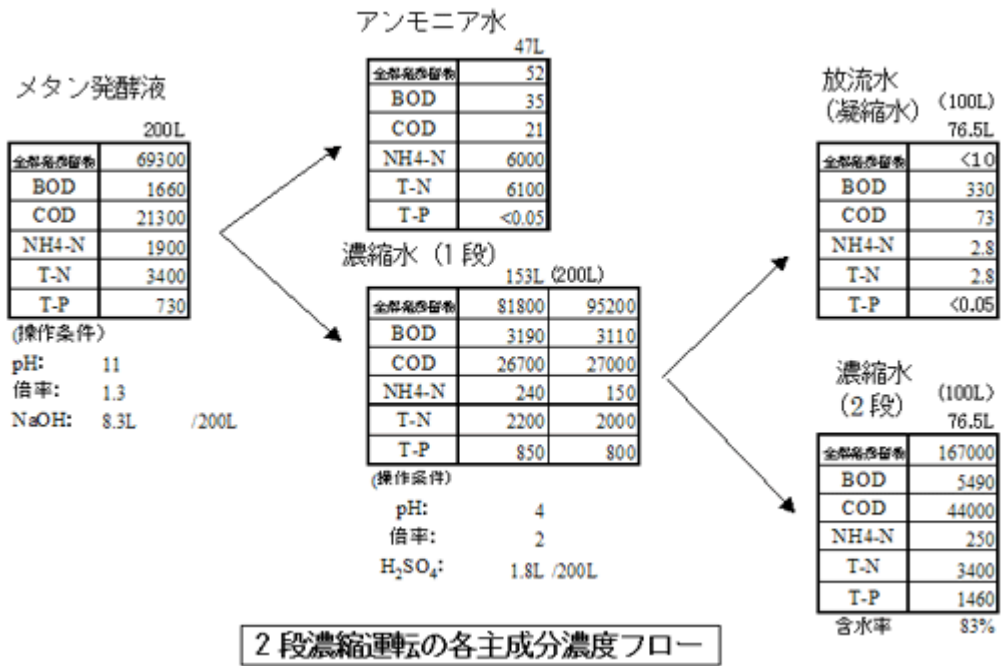 アンモニア水
47L
全蒸発残留物 52
BOD 35
COD 21
NH4-N 6000
T-N 6100
T-P <0.05
メタン発酵液
200L
全蒸発残留物 69300
BOD 1660
COD 21300
NH4-N 1900
T-N 3400
T-P 730
(操作条件)
pH: 11
倍率: 1.3
NaOH: 8.3L /200L
濃縮水 (1段)
153L (200L)
全蒸発残留物 81800 95200
BOD 3190 3110
COD 26700 27000
NH4-N 240 150
T-N 2200 2000
T-P 850 800
(操作条件)
pH: 4
倍率: 2
H₂SO₄: 1.8L /200L
放流水
(凝縮水) (100L)
76.5L
全蒸発残留物 <10
BOD 330
COD 73
NH4-N 2.8
T-N 2.8
T-P <0.05
濃縮水
(2段) (100L)
76.5L
全蒸発残留物 167000
BOD 5490
COD 44000
NH4-N 250
T-N 3400
T-P 1460
含水率 83%
2段濃縮運転の各主成分濃度フロー